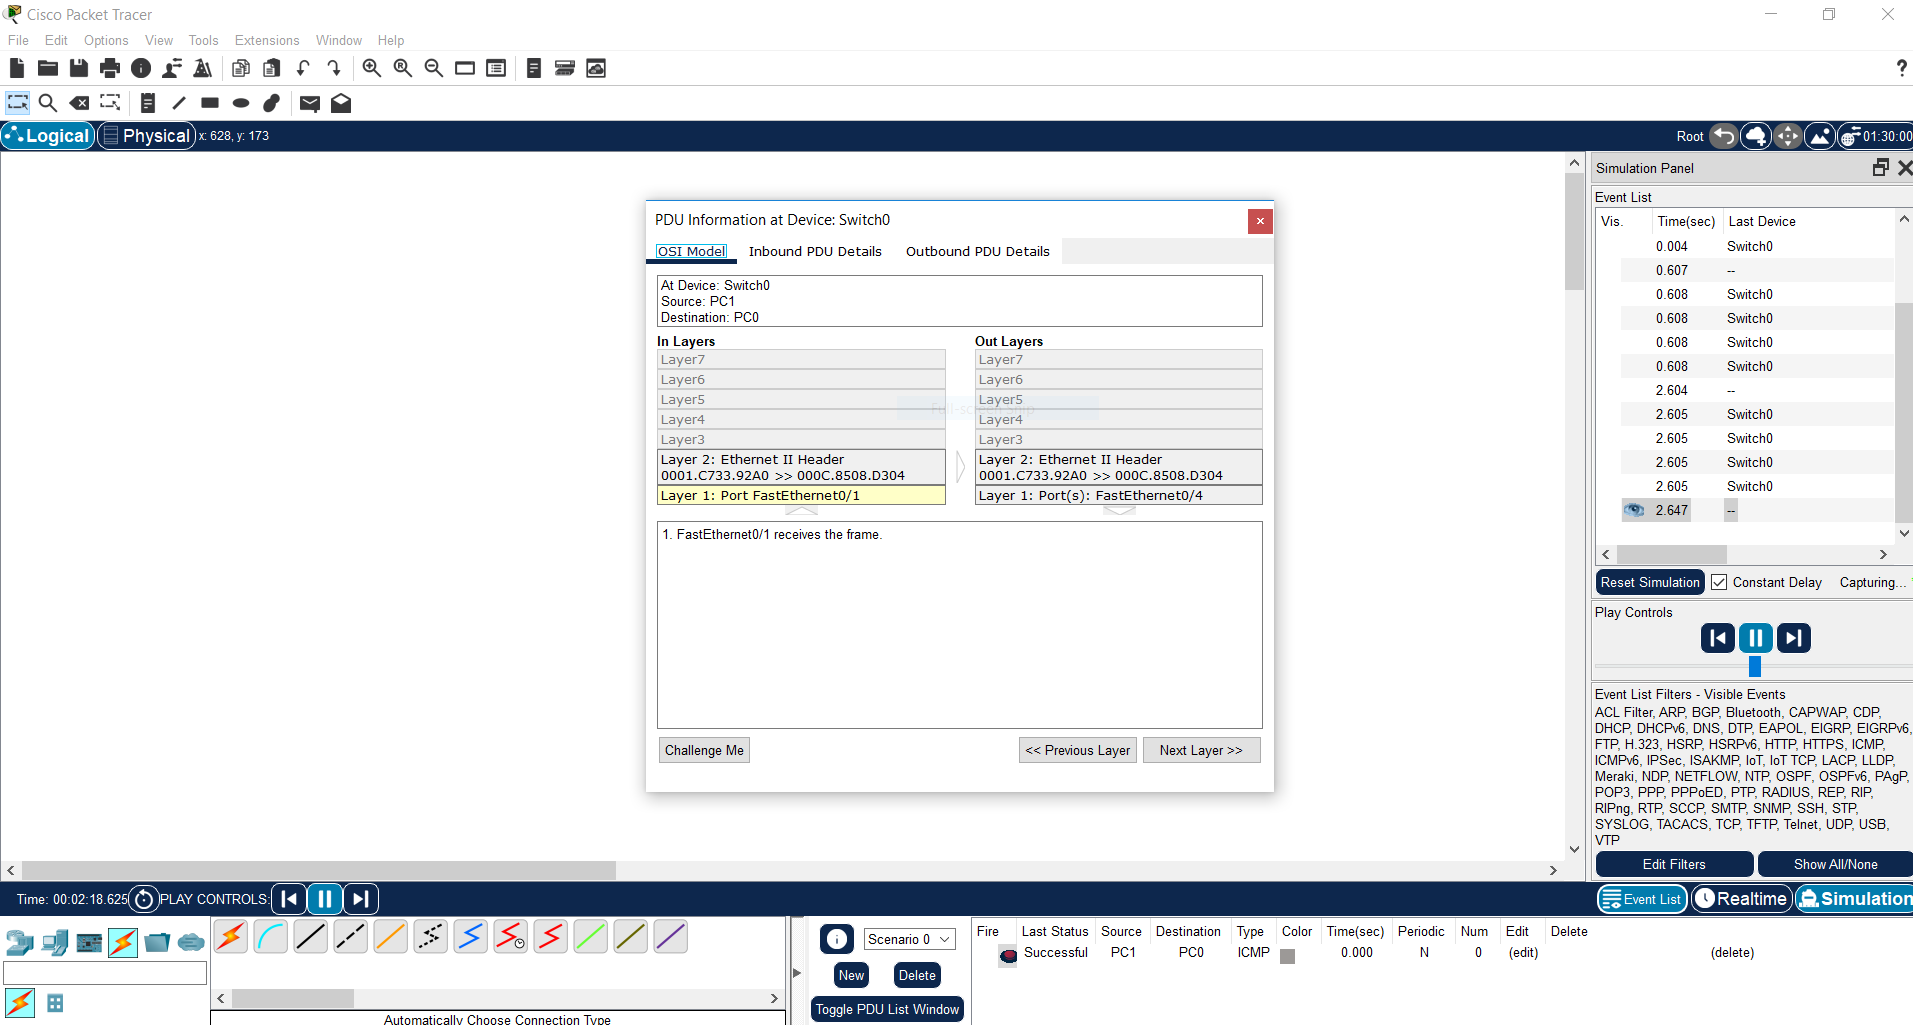 Cisco Packet Tracer
File Edit Options View Tools Extensions Window Help
?
Logical Physical x: 628, y: 173 Root 01:30:00
PDU Information at Device: Switch0
OSI Model Inbound PDU Details Outbound PDU Details
At Device: Switch0
Source: PC1
Destination: PC0
In Layers
Layer7
Layer6
Layer5
Layer4
Layer3
Layer 2: Ethernet II Header
0001.C733.92A0 >> 000C.8508.D304
Layer 1: Port FastEthernet0/1
Out Layers
Layer7
Layer6
Layer5
Layer4
Layer3
Layer 2: Ethernet II Header
0001.C733.92A0 >> 000C.8508.D304
Layer 1: Port(s): FastEthernet0/4
Full-screen Snip
1. FastEthernet0/1 receives the frame.
Challenge Me << Previous Layer Next Layer >>
Simulation Panel
Event List
Vis. Time(sec) Last Device
0.004 Switch0
0.607 --
0.608 Switch0
0.608 Switch0
0.608 Switch0
0.608 Switch0
2.604 --
2.605 Switch0
2.605 Switch0
2.605 Switch0
2.605 Switch0
2.647 --
Reset Simulation Constant Delay Capturing...
Play Controls
Event List Filters - Visible Events
ACL Filter, ARP, BGP, Bluetooth, CAPWAP, CDP,
DHCP, DHCPv6, DNS, DTP, EAPOL, EIGRP, EIGRPv6,
FTP, H.323, HSRP, HSRPv6, HTTP, HTTPS, ICMP,
ICMPv6, IPSec, ISAKMP, IoT, IoT TCP, LACP, LLDP,
Meraki, NDP, NETFLOW, NTP, OSPF, OSPFv6, PAgP,
POP3, PPP, PPPoED, PTP, RADIUS, REP, RIP,
RIPng, RTP, SCCP, SMTP, SNMP, SSH, STP,
SYSLOG, TACACS, TCP, TFTP, Telnet, UDP, USB,
VTP
Edit Filters Show All/None
Time: 00:02:18.625 PLAY CONTROLS: Event List Realtime Simulation
Automatically Choose Connection Type
Scenario 0
New Delete
Toggle PDU List Window
Fire Last Status Source Destination Type Color Time(sec) Periodic Num Edit Delete
Successful PC1 PC0 ICMP 0.000 N 0 (edit) (delete)